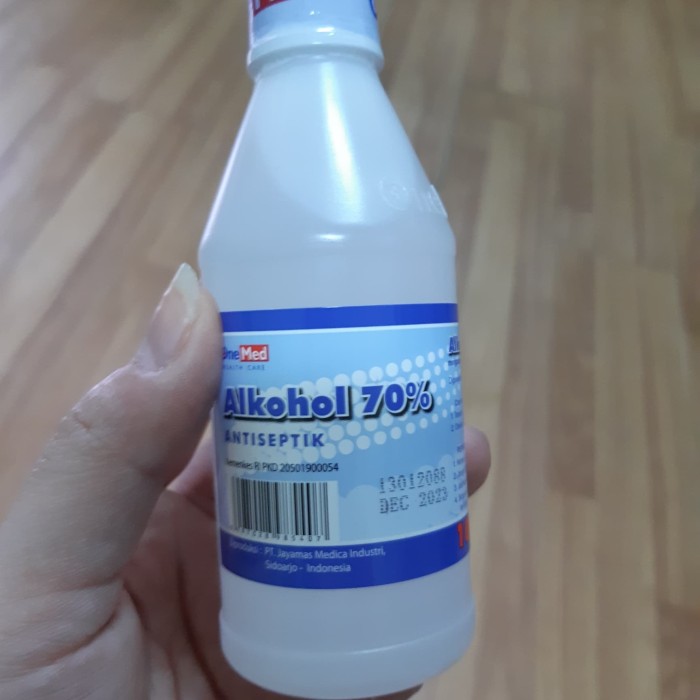 OneMed
HEALTH CARE
Alkohol 70%
ANTISEPTIK
Kemenkes RI PKD 20501900054
13012088
DEC 2023
Diproduksi : PT. Jayamas Medica Industri,
Sidoarjo - Indonesia